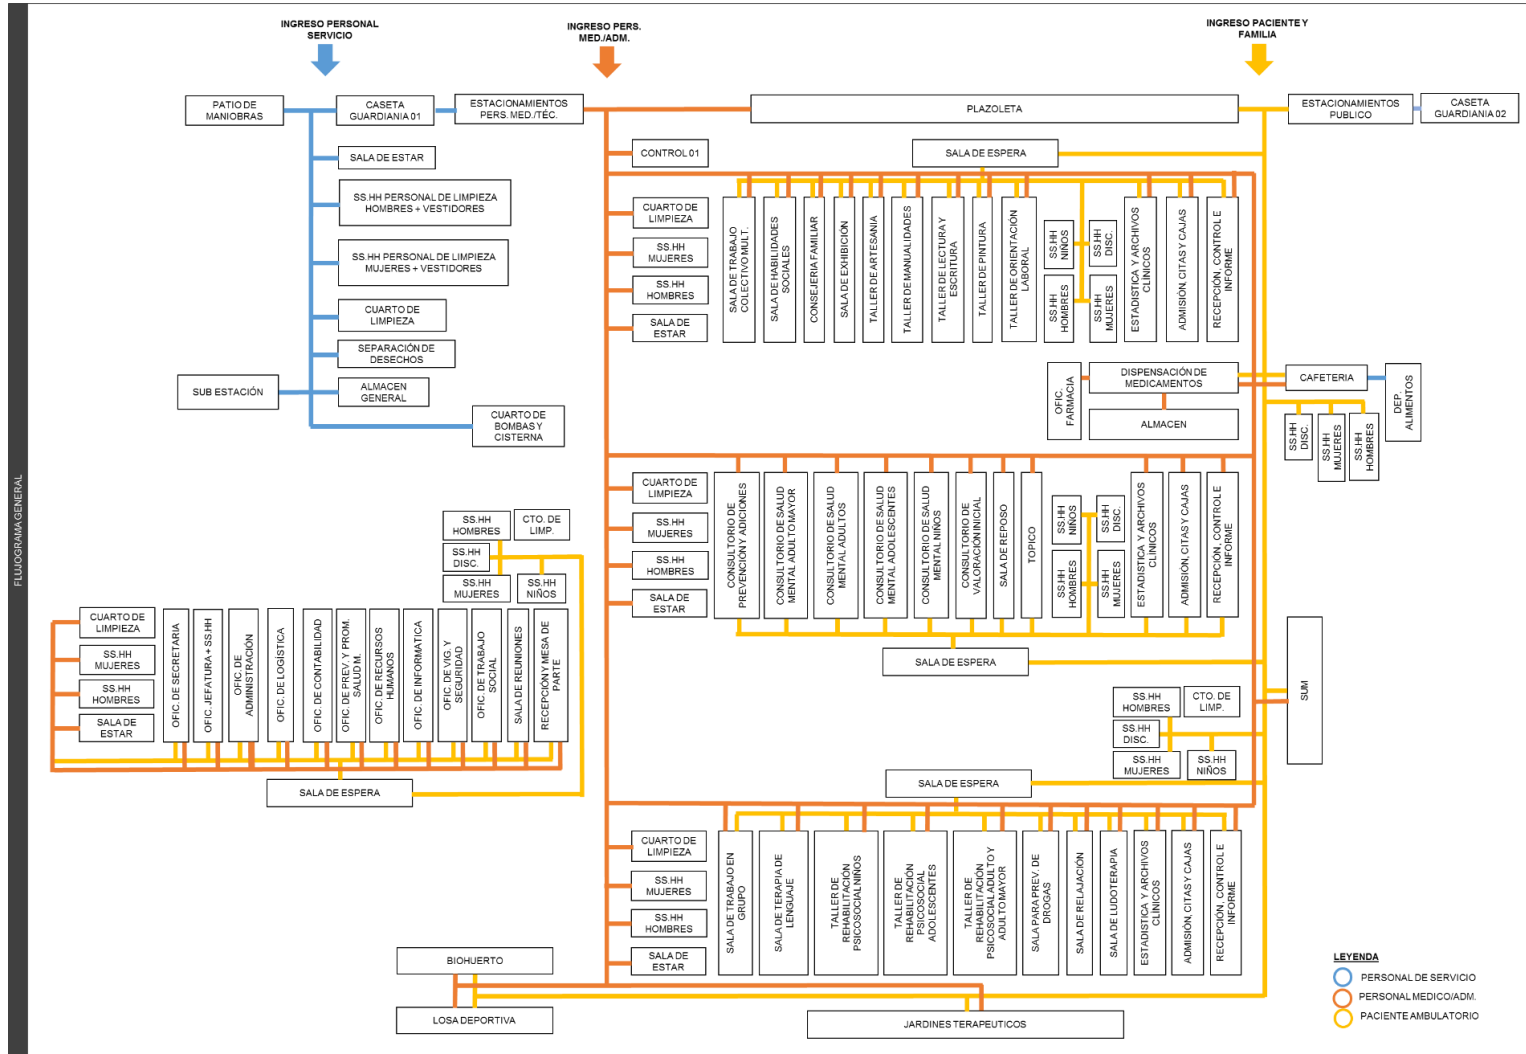 INGRESO PERSONAL
SERVICIO
INGRESO PERS.
MED./ADM.
INGRESO PACIENTE Y
FAMILIA
PATIO DE
MANIOBRAS
CASETA
GUARDIANIA 01
ESTACIONAMIENTOS
PERS. MED./TÉC.
PLAZOLETA
ESTACIONAMIENTOS
PUBLICO
CASETA
GUARDIANIA 02
SALA DE ESTAR
SS.HH PERSONAL DE LIMPIEZA
HOMBRES + VESTIDORES
SS.HH PERSONAL DE LIMPIEZA
MUJERES + VESTIDORES
CUARTO DE
LIMPIEZA
SEPARACIÓN DE
DESECHOS
SUB ESTACIÓN
ALMACEN
GENERAL
CUARTO DE
BOMBAS Y
CISTERNA
CONTROL 01
SALA DE ESPERA
CUARTO DE
LIMPIEZA
SS.HH
MUJERES
SS.HH
HOMBRES
SALA DE
ESTAR
SALA DE TRABAJO
COLECTIVO MULT.
SALA DE HABILIDADES
SOCIALES
CONSEJERIA FAMILIAR
SALA DE EXHIBICIÓN
TALLER DE ARTESANIA
TALLER DE MANUALIDADES
TALLER DE LECTURA Y
ESCRITURA
TALLER DE PINTURA
TALLER DE ORIENTACIÓN
LABORAL
SS.HH
NIÑOS
SS.HH
DISC.
SS.HH
HOMBRES
SS.HH
MUJERES
ESTADISTICA Y ARCHIVOS
CLÍNICOS
ADMISIÓN, CITAS Y CAJAS
RECEPCIÓN, CONTROL E
INFORME
OFIC.
FARMACIA
DISPENSACIÓN DE
MEDICAMENTOS
ALMACEN
CAFETERIA
DEP.
ALIMENTOS
SS.HH
DISC.
SS.HH
MUJERES
SS.HH
HOMBRES
CUARTO DE
LIMPIEZA
SS.HH
MUJERES
SS.HH
HOMBRES
SALA DE
ESTAR
CONSULTORIO DE
PREVENCIÓN Y ADICIONES
CONSULTORIO DE SALUD
MENTAL ADULTO MAYOR
CONSULTORIO DE SALUD
MENTAL ADULTOS
CONSULTORIO DE SALUD
MENTAL ADOLESCENTES
CONSULTORIO DE SALUD
MENTAL NIÑOS
CONSULTORIO DE
VALORACIÓN INICIAL
SALA DE REPOSO
TOPICO
SS.HH
NIÑOS
SS.HH
DISC.
SS.HH
HOMBRES
SS.HH
MUJERES
ESTADISTICA Y ARCHIVOS
CLÍNICOS
ADMISIÓN, CITAS Y CAJAS
RECEPCIÓN, CONTROL E
INFORME
SALA DE ESPERA
SS.HH
HOMBRES
CTO. DE
LIMP.
SS.HH
DISC.
SS.HH
MUJERES
SS.HH
NIÑOS
CUARTO DE
LIMPIEZA
SS.HH
MUJERES
SS.HH
HOMBRES
SALA DE
ESTAR
OFIC. DE SECRETARIA
OFIC. JEFATURA + SS.HH
OFIC. DE
ADMINISTRACIÓN
OFIC. DE LOGÍSTICA
OFIC. DE CONTABILIDAD
OFIC. DE PREV. Y PROM.
SALUD M.
OFIC. DE RECURSOS
HUMANOS
OFIC. DE INFORMATICA
OFIC. DE VIG. Y
SEGURIDAD
OFIC. DE TRABAJO
SOCIAL
SALA DE REUNIONES
RECEPCIÓN Y MESA DE
PARTE
SALA DE ESPERA
SS.HH
HOMBRES
CTO. DE
LIMP.
SS.HH
DISC.
SS.HH
MUJERES
SS.HH
NIÑOS
SUM
SALA DE ESPERA
CUARTO DE
LIMPIEZA
SS.HH
MUJERES
SS.HH
HOMBRES
SALA DE
ESTAR
SALA DE TRABAJO EN
GRUPO
SALA DE TERAPIA DE
LENGUAJE
TALLER DE
REHABILITACIÓN
PSICOSOCIAL NIÑOS
TALLER DE
REHABILITACIÓN
PSICOSOCIAL
ADOLESCENTES
TALLER DE
REHABILITACIÓN
PSICOSOCIAL ADULTO Y
ADULTO MAYOR
SALA PARA PREV. DE
DROGAS
SALA DE RELAJACIÓN
SALA DE LUDOTERAPIA
ESTADISTICA Y ARCHIVOS
CLÍNICOS
ADMISIÓN, CITAS Y CAJAS
RECEPCIÓN, CONTROL E
INFORME
BIOHUERTO
LOSA DEPORTIVA
JARDINES TERAPEUTICOS
LEYENDA
PERSONAL DE SERVICIO
PERSONAL MEDICO/ADM.
PACIENTE AMBULATORIO
FLUJOGRAMA GENERAL